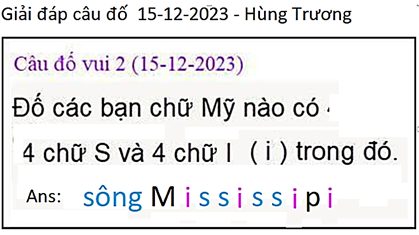 Giải đáp câu đố 15-12-2023 - Hùng Trương
Câu đố vui 2 (15-12-2023)
Đố các bạn chữ Mỹ nào có
4 chữ S và 4 chữ I ( i ) trong đó.
Ans: sông M i s s i s s i p i